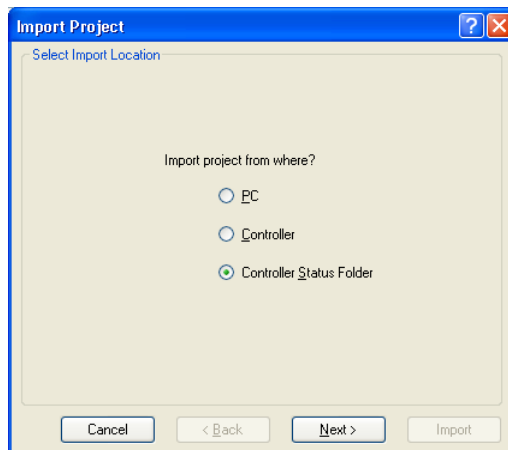 Import Project
Select Import Location
Import project from where?
PC
Controller
Controller Status Folder
Cancel < Back Next > Import